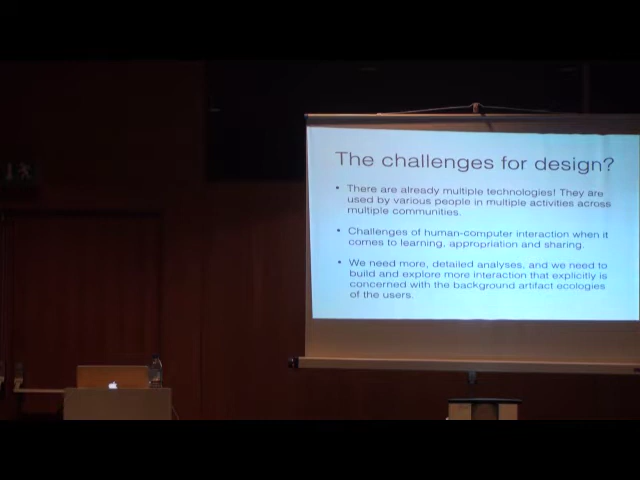 The challenges for design?
• There are already multiple technologies! They are
used by various people in multiple activities across
multiple communities.
• Challenges of human-computer interaction when it
comes to learning, appropriation and sharing.
• We need more, detailed analyses, and we need to
build and explore more interaction that explicitly is
concerned with the background artifact ecologies
of the users.